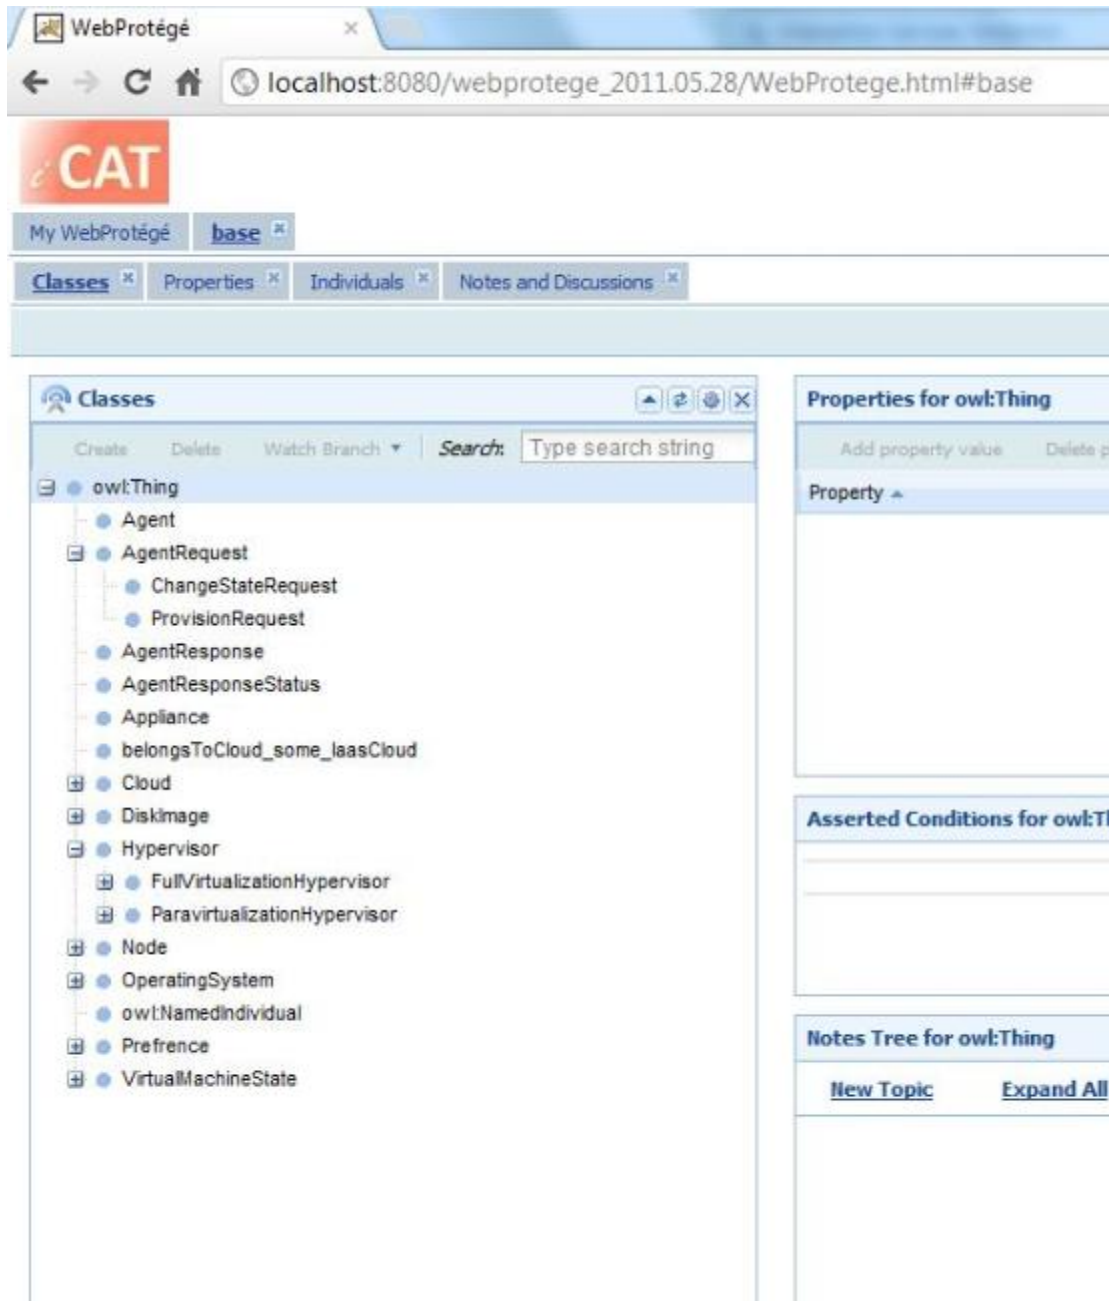 WebProtégé
localhost:8080/webprotege_2011.05.28/WebProtege.html#base
iCAT
My WebProtégé base
Classes Properties Individuals Notes and Discussions
Classes
Create Delete Watch Branch Search: Type search string
owl:Thing
Agent
AgentRequest
ChangeStateRequest
ProvisionRequest
AgentResponse
AgentResponseStatus
Appliance
belongsToCloud_some_IaasCloud
Cloud
DiskImage
Hypervisor
FullVirtualizationHypervisor
ParavirtualizationHypervisor
Node
OperatingSystem
owl:NamedIndividual
Prefrence
VirtualMachineState
Properties for owl:Thing
Add property value Delete p
Property
Asserted Conditions for owl:Th
Notes Tree for owl:Thing
New Topic Expand All